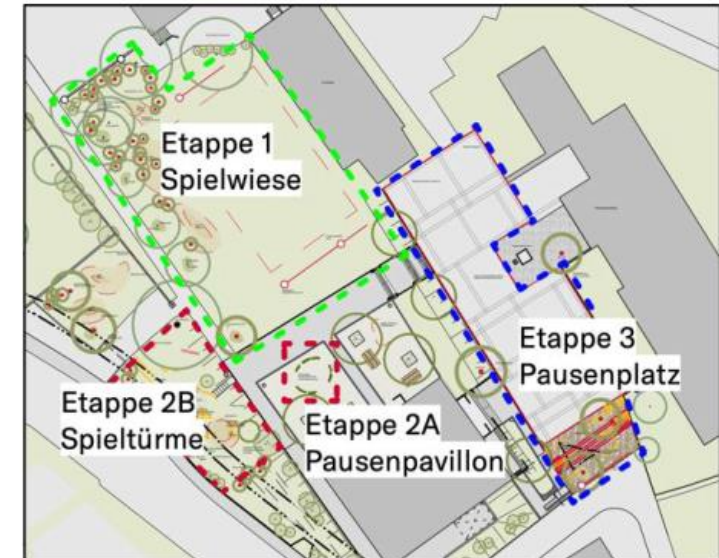 Etappe 1
Spielwiese
Etappe 3
Pausenplatz
Etappe 2B
Spieltürme
Etappe 2A
Pausenpavillon